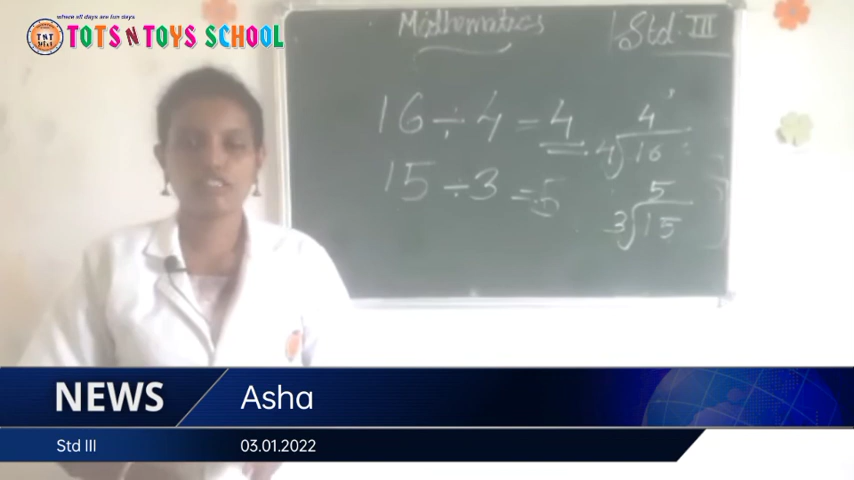 where all days are fun days
TOTS N TOYS SCHOOL
TNT
Mathematics
Std. III
16 ÷ 4 = 4
4
4 16
15 ÷ 3 = 5
5
3 15
NEWS
Asha
Std III
03.01.2022